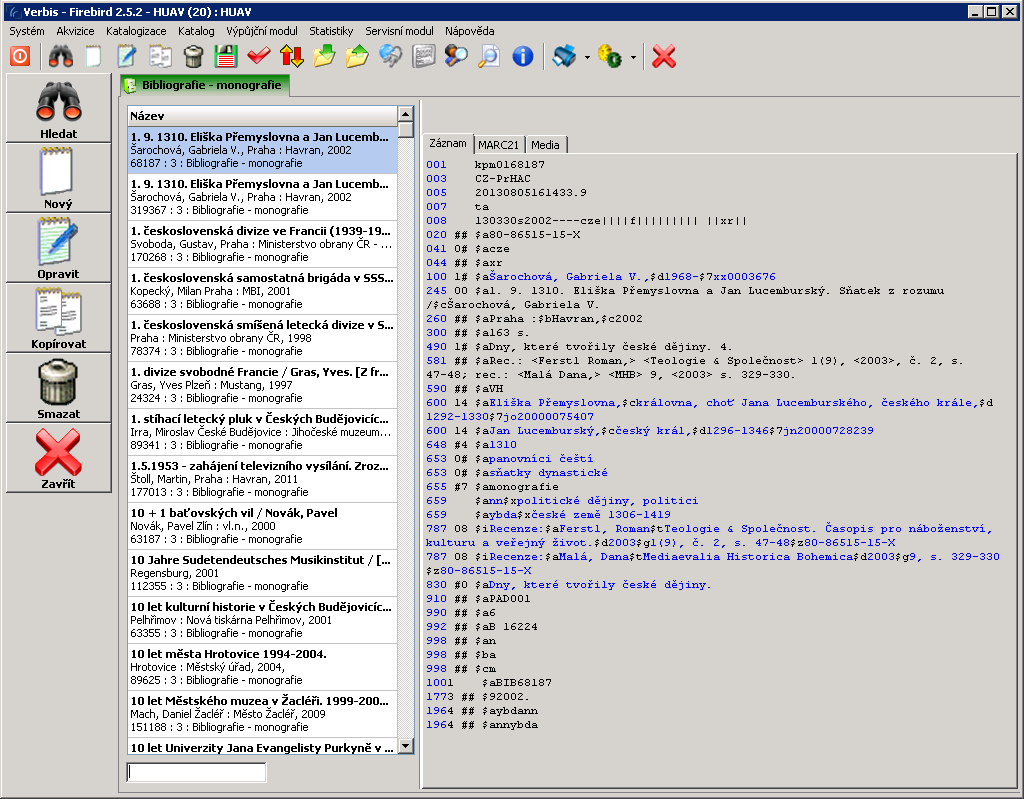 Verbis - Firebird 2.5.2 - HUAV (20) : HUAV
Systém Akvizice Katalogizace Katalog Výpůjční modul Statistiky Servisní modul Nápověda
Hledat
Nový
Opravit
Kopírovat
Smazat
Zavřít
Bibliografie - monografie
Název
1. 9. 1310. Eliška Přemyslovna a Jan Lucemb...
Šarochová, Gabriela V., Praha : Havran, 2002
68187 : 3 : Bibliografie - monografie
1. 9. 1310. Eliška Přemyslovna a Jan Lucemb...
Šarochová, Gabriela V., Praha : Havran, 2002
319367 : 3 : Bibliografie - monografie
1. československá divize ve Francii (1939-19...
Svoboda, Gustav, Praha : Ministerstvo obrany ČR - ...
170268 : 3 : Bibliografie - monografie
1. československá samostatná brigáda v SSS...
Kopecký, Milan Praha : MBI, 2001
63688 : 3 : Bibliografie - monografie
1. československá smíšená letecká divize v S...
Praha : Ministerstvo obrany ČR, 1998
78374 : 3 : Bibliografie - monografie
1. divize svobodné Francie / Gras, Yves. [Z fr...
Gras, Yves Plzeň : Mustang, 1997
24324 : 3 : Bibliografie - monografie
1. stíhací letecký pluk v Českých Budějovicíc...
Irra, Miroslav České Budějovice : Jihočeské muzeum...
89341 : 3 : Bibliografie - monografie
1.5.1953 - zahájení televizního vysílání. Zroz...
Štoll, Martin, Praha : Havran, 2011
177013 : 3 : Bibliografie - monografie
10 + 1 baťovských vil / Novák, Pavel
Novák, Pavel Zlín : vl.n., 2000
63187 : 3 : Bibliografie - monografie
10 Jahre Sudetendeutsches Musikinstitut / [...
Regensburg, 2001
112355 : 3 : Bibliografie - monografie
10 let kulturní historie v Českých Budějovicíc...
Pelhřimov : Nová tiskárna Pelhřimov, 2001
63355 : 3 : Bibliografie - monografie
10 let města Hrotovice 1994-2004.
Hrotovice : Městský úřad, 2004,
89625 : 3 : Bibliografie - monografie
10 let Městského muzea v Žacléři. 1999-200...
Mach, Daniel Žacléř : Město Žacléř, 2009
151188 : 3 : Bibliografie - monografie
10 let Univerzity Jana Evangelisty Purkyně v ...
Záznam MARC21 Media
001 kpm0168187
003 CZ-PrHAC
005 20130805161433.9
007 ta
008 130330s2002----cze||||f||||||||| ||xr||
020 ## $a80-86515-15-X
041 0# $acze
044 ## $axr
100 1# $aŠarochová, Gabriela V.,$d1968-$7xx0003676
245 00 $a1. 9. 1310. Eliška Přemyslovna a Jan Lucemburský. Sňatek z rozumu
/$cŠarochová, Gabriela V.
260 ## $aPraha :$bHavran,$c2002
300 ## $a163 s.
490 1# $aDny, které tvořily české dějiny. 4.
581 ## $aRec.: <Ferstl Roman,> <Teologie & Společnost> 1(9), <2003>, č. 2, s.
47-48; rec.: <Malá Dana,> <MHB> 9, <2003> s. 329-330.
590 ## $aVH
600 14 $aEliška Přemyslovna,$ckrálovna, choť Jana Lucemburského, českého krále,$d
1292-1330$7jo20000075407
600 14 $aJan Lucemburský,$cčeský král,$d1296-1346$7jn20000728239
648 #4 $a1310
653 0# $apanovníci čeští
653 0# $asňatky dynastické
655 #7 $amonografie
659 $ann$xpolitické dějiny, politici
659 $aybda$xčeské země 1306-1419
787 08 $iRecenze:$aFerstl, Roman$tTeologie & Společnost. Časopis pro náboženství,
kulturu a veřejný život.$d2003$g1(9), č. 2, s. 47-48$z80-86515-15-X
787 08 $iRecenze:$aMalá, Dana$tMediaevalia Historica Bohemica$d2003$g9, s. 329-330
$z80-86515-15-X
830 #0 $aDny, které tvořily české dějiny.
910 ## $aPAD001
990 ## $a6
992 ## $aB 16224
998 ## $an
998 ## $ba
998 ## $cm
1001 $aBIB68187
1773 ## $92002.
1964 ## $aybdann
1964 ## $annybda